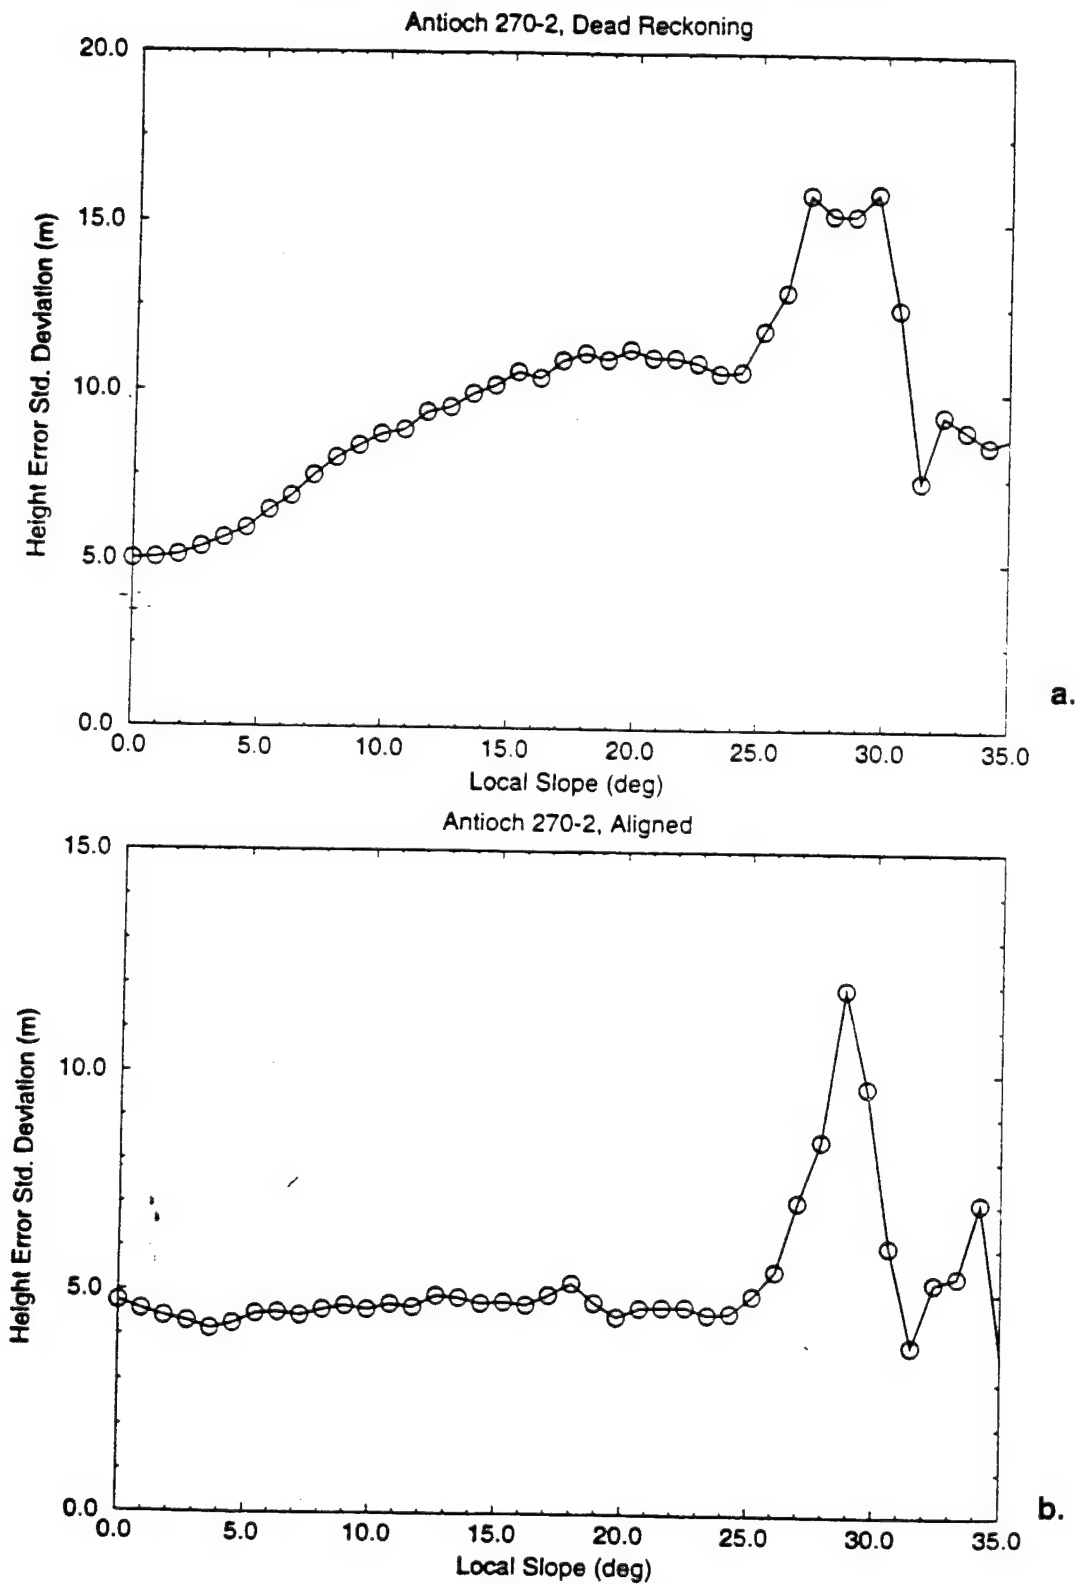 Antioch 270-2, Dead Reckoning
20.0
15.0
10.0
5.0
0.0
Height Error Std. Deviation (m)
0.0 5.0 10.0 15.0 20.0 25.0 30.0 35.0
Local Slope (deg)
a.
Antioch 270-2, Aligned
15.0
10.0
5.0
0.0
Height Error Std. Deviation (m)
0.0 5.0 10.0 15.0 20.0 25.0 30.0 35.0
Local Slope (deg)
b.